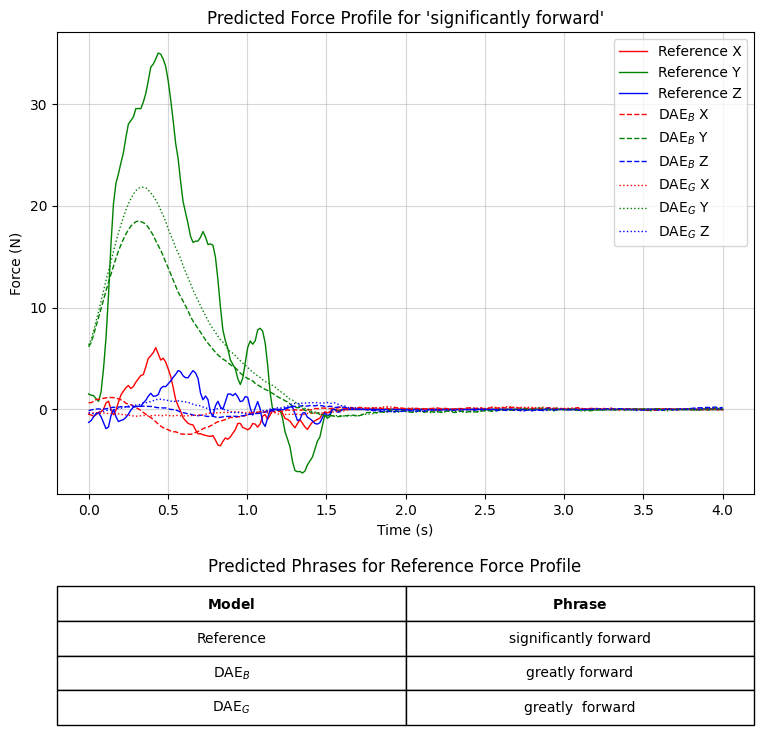 Predicted Force Profile for 'significantly forward'
Force (N)
30
20
10
0
Reference X
Reference Y
Reference Z
DAE_B X
DAE_B Y
DAE_B Z
DAE_G X
DAE_G Y
DAE_G Z
0.0 0.5 1.0 1.5 2.0 2.5 3.0 3.5 4.0
Time (s)
Predicted Phrases for Reference Force Profile
Model Phrase
Reference significantly forward
DAE_B greatly forward
DAE_G greatly  forward